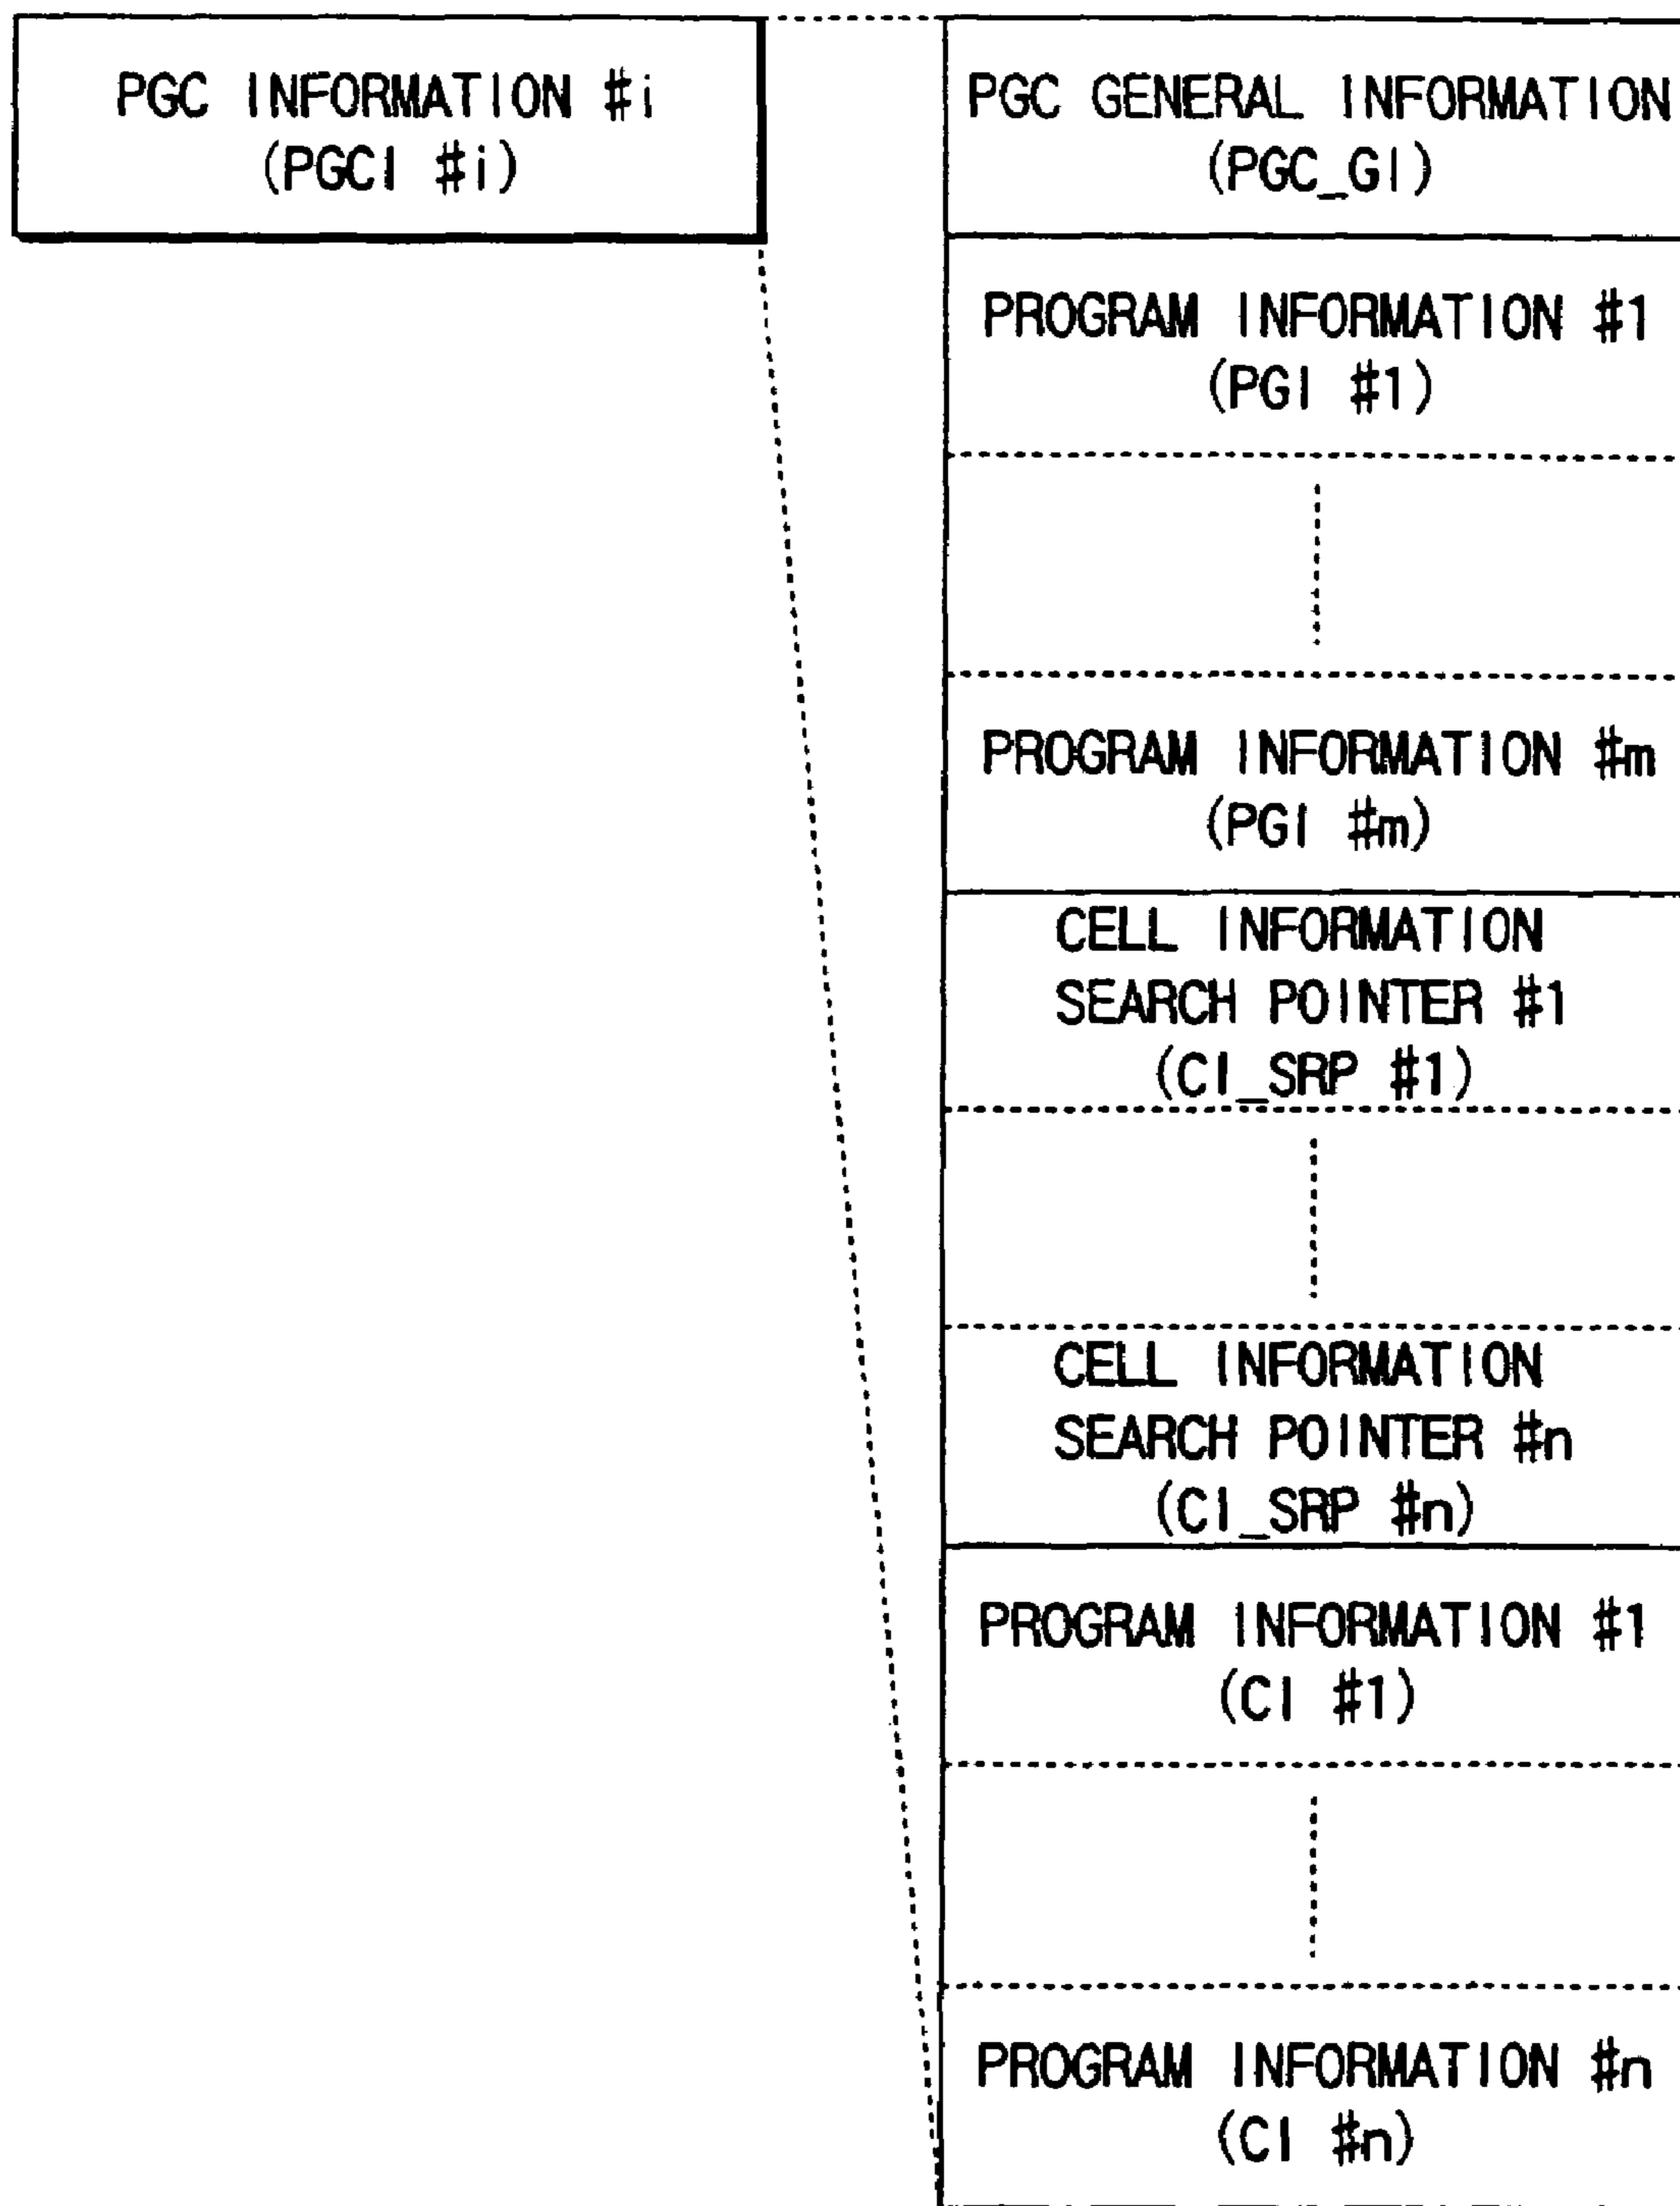 PGC INFORMATION #i
(PGCI #i)
PGC GENERAL INFORMATION
(PGC_GI)
PROGRAM INFORMATION #1
(PGI #1)
PROGRAM INFORMATION #m
(PGI #m)
CELL INFORMATION
SEARCH POINTER #1
(CI_SRP #1)
CELL INFORMATION
SEARCH POINTER #n
(CI_SRP #n)
PROGRAM INFORMATION #1
(CI #1)
PROGRAM INFORMATION #n
(CI #n)